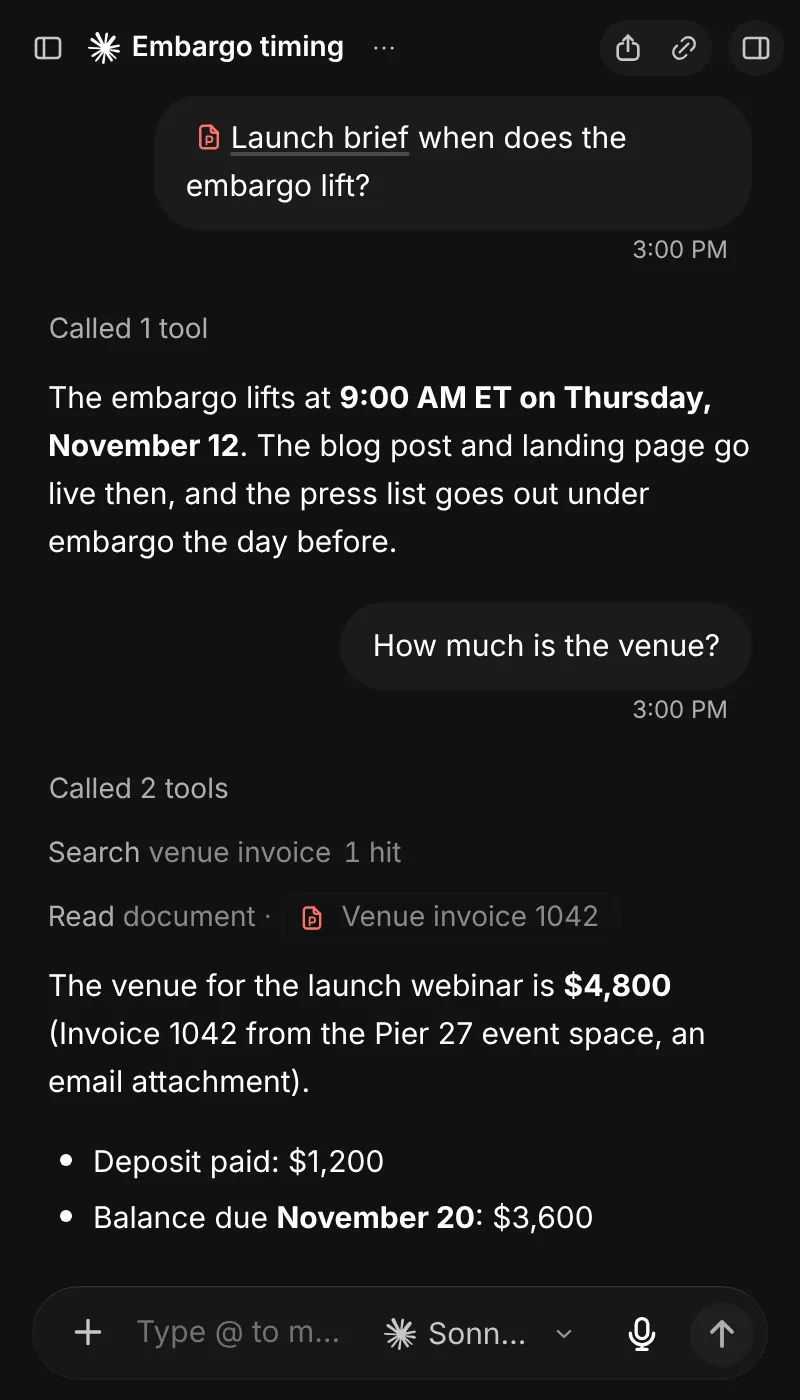 Embargo timing
Launch brief when does the
embargo lift?
3:00 PM
Called 1 tool
The embargo lifts at 9:00 AM ET on Thursday,
November 12. The blog post and landing page go
live then, and the press list goes out under
embargo the day before.
How much is the venue?
3:00 PM
Called 2 tools
Search venue invoice 1 hit
Read document · Venue invoice 1042
The venue for the launch webinar is $4,800
(Invoice 1042 from the Pier 27 event space, an
email attachment).
• Deposit paid: $1,200
• Balance due November 20: $3,600
Type @ to m... Sonn...